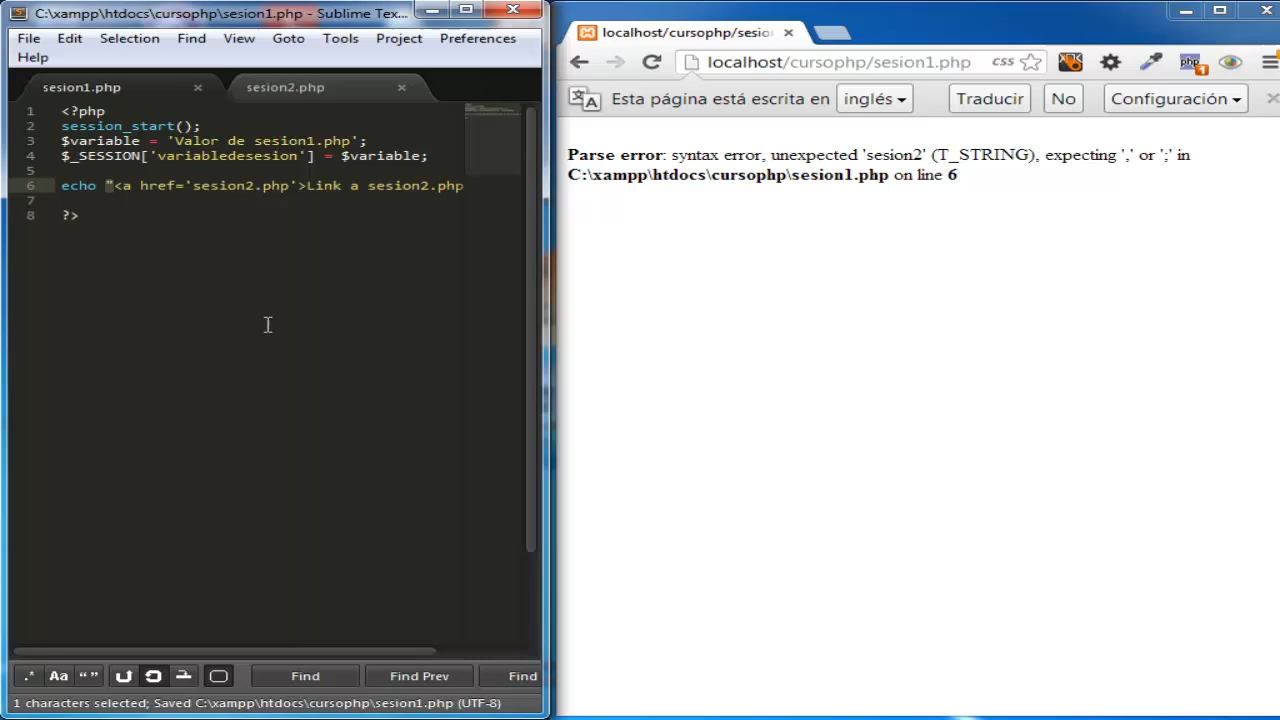 C:\xampp\htdocs\cursophp\sesion1.php - Sublime Tex...
File Edit Selection Find View Goto Tools Project Preferences
Help
sesion1.php × sesion2.php ×
1 <?php
2 session_start();
3 $variable = 'Valor de sesion1.php';
4 $_SESSION['variabledesesion'] = $variable;
5
6 echo "<a href='sesion2.php'>Link a sesion2.php
7
8 ?>
.* Aa “ ” Find Find Prev Find
1 characters selected; Saved C:\xampp\htdocs\cursophp\sesion1.php (UTF-8)
localhost/cursophp/sesio ×
localhost/cursophp/sesion1.php css php 1
Esta página está escrita en inglés Traducir No Configuración ×
Parse error: syntax error, unexpected 'sesion2' (T_STRING), expecting ',' or ';' in
C:\xampp\htdocs\cursophp\sesion1.php on line 6